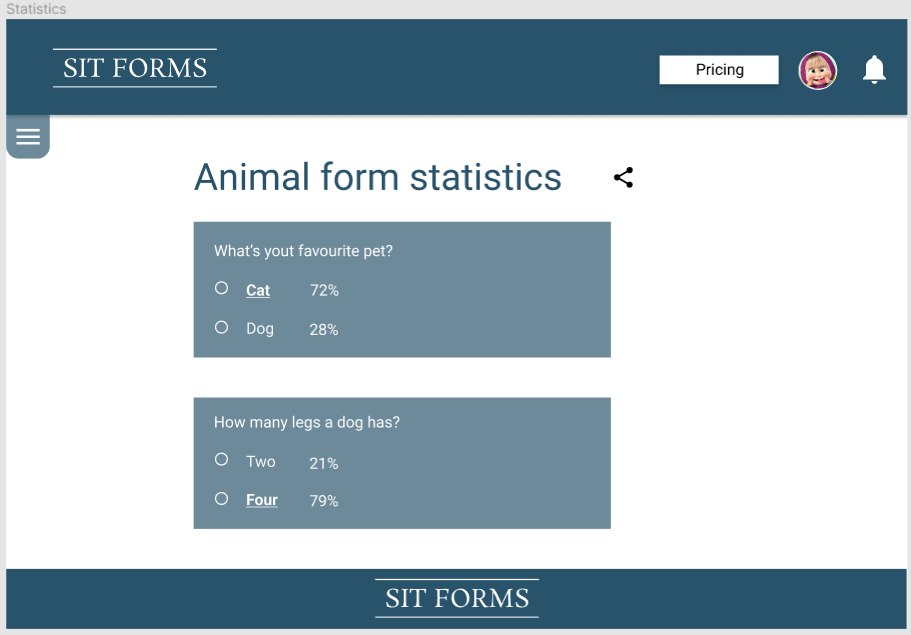 Statistics
SIT FORMS
Pricing
Animal form statistics
What's yout favourite pet?
Cat 72%
Dog 28%
How many legs a dog has?
Two 21%
Four 79%
SIT FORMS